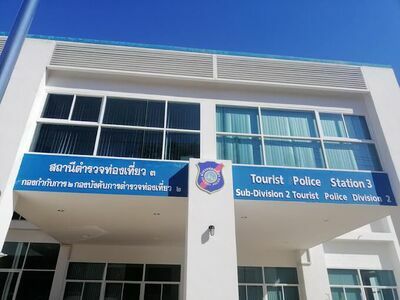 สถานีตำรวจท่องเที่ยว ๓
กองกำกับการ ๒ กองบังคับการตำรวจท่องเที่ยว ๒
Tourist Police Station 3
Sub-Division 2 Tourist Police Division 2